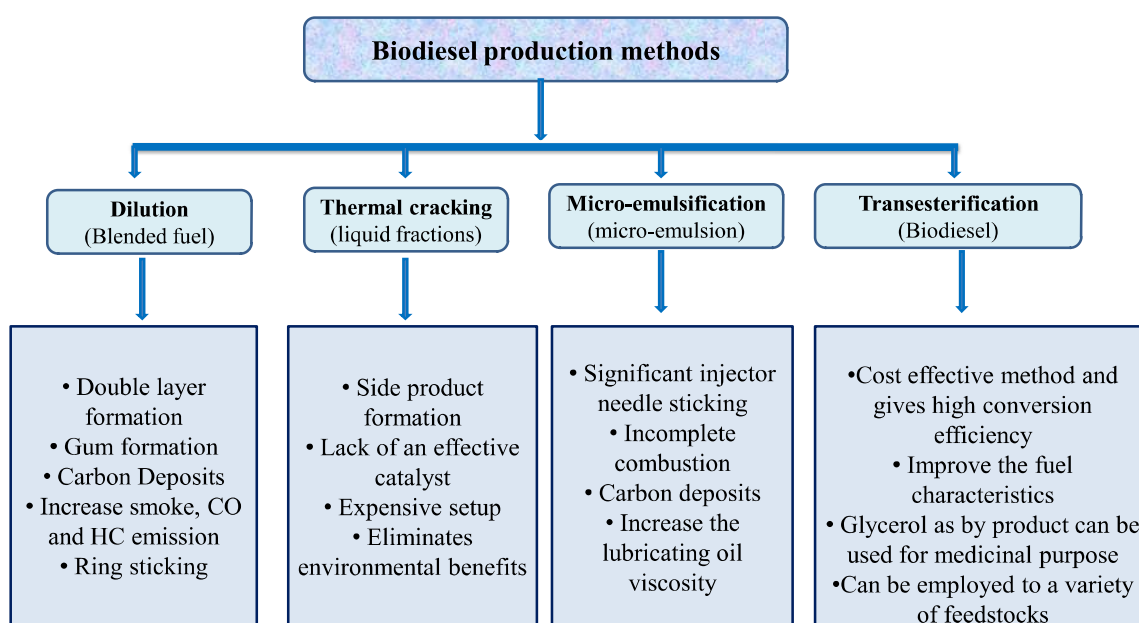 Biodiesel production methods
Dilution
(Blended fuel)
Thermal cracking
(liquid fractions)
Micro-emulsification
(micro-emulsion)
Transesterification
(Biodiesel)
• Double layer
formation
• Gum formation
• Carbon Deposits
• Increase smoke, CO
and HC emission
• Ring sticking
• Side product
formation
• Lack of an effective
catalyst
• Expensive setup
• Eliminates
environmental benefits
• Significant injector
needle sticking
• Incomplete
combustion
• Carbon deposits
• Increase the
lubricating oil
viscosity
•Cost effective method and
gives high conversion
efficiency
• Improve the fuel
characteristics
• Glycerol as by product can be
used for medicinal purpose
• Can be employed to a variety
of feedstocks